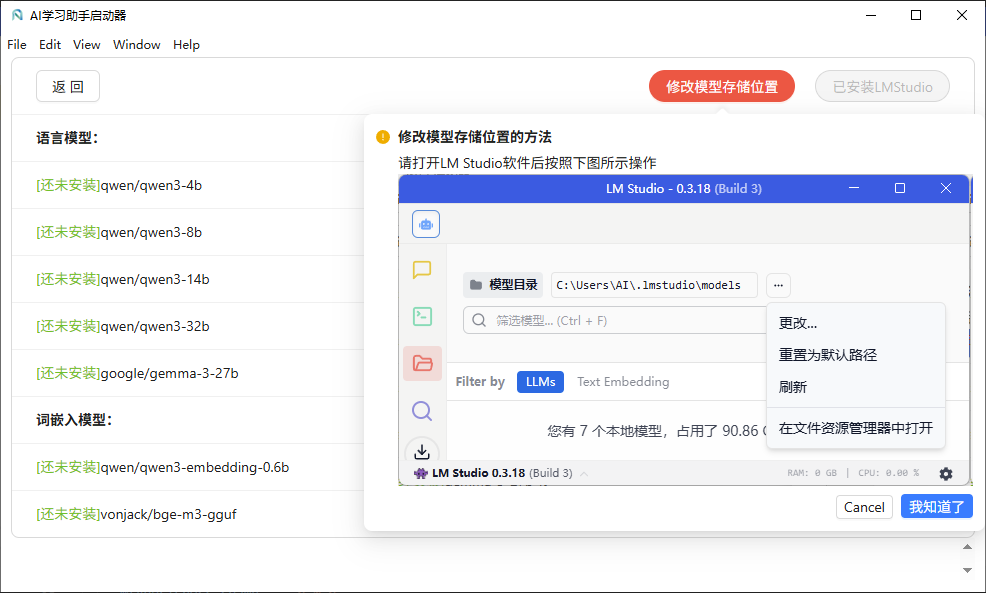 AI学习助手启动器
File Edit View Window Help
返 回
修改模型存储位置
已安装LMStudio
语言模型：
[还未安装]qwen/qwen3-4b
[还未安装]qwen/qwen3-8b
[还未安装]qwen/qwen3-14b
[还未安装]qwen/qwen3-32b
[还未安装]google/gemma-3-27b
词嵌入模型：
[还未安装]qwen/qwen3-embedding-0.6b
[还未安装]vonjack/bge-m3-gguf
修改模型存储位置的方法
请打开LM Studio软件后按照下图所示操作
LM Studio - 0.3.18 (Build 3)
模型目录 C:\Users\AI\.lmstudio\models ...
筛选模型... (Ctrl + F)
更改...
重置为默认路径
刷新
在文件资源管理器中打开
Filter by LLMs Text Embedding
您有 7 个本地模型，占用了 90.86
LM Studio 0.3.18 (Build 3)
RAM: 0 GB | CPU: 0.00 %
Cancel 我知道了